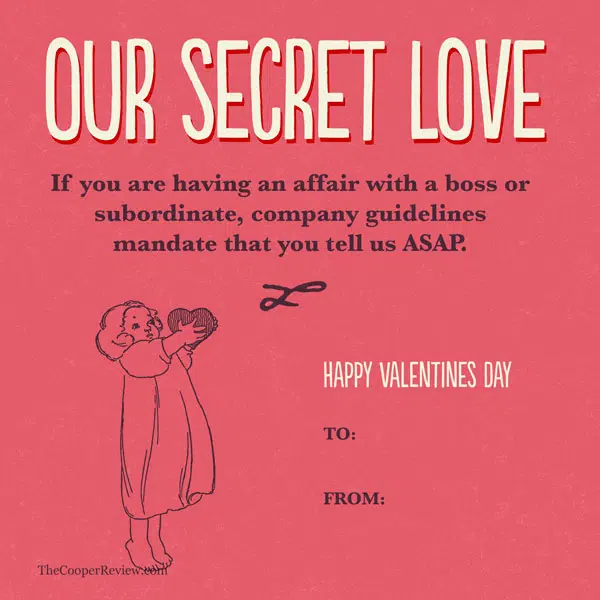 OUR SECRET LOVE
If you are having an affair with a boss or
subordinate, company guidelines
mandate that you tell us ASAP.
HAPPY VALENTINES DAY
TO:
FROM:
TheCooperReview.com